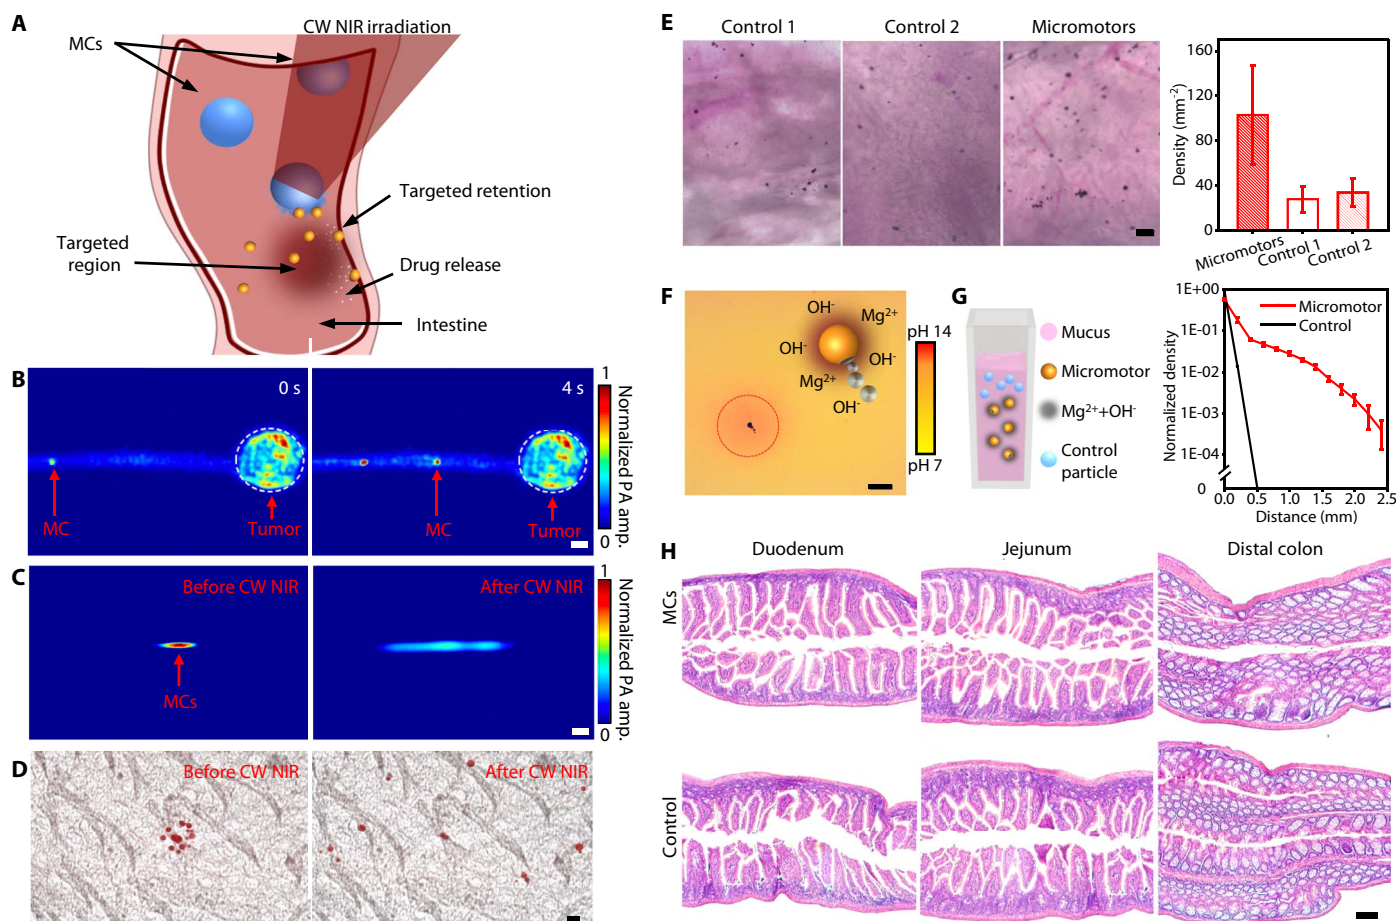 A
CW NIR irradiation
MCs
Targeted retention
Targeted
region
Drug release
Intestine
B
0 s
4 s
MC
Tumor
MC
Tumor
1
Normalized PA amp.
0
C
Before CW NIR
After CW NIR
MCs
1
Normalized PA amp.
0
D
Before CW NIR
After CW NIR
E
Control 1
Control 2
Micromotors
Density (mm⁻²)
160
120
80
40
0
Micromotors
Control 1
Control 2
F
OH⁻
Mg²⁺
OH⁻
OH⁻
Mg²⁺
OH⁻
pH 14
pH 7
G
Mucus
Micromotor
Mg²⁺+OH⁻
Control
particle
Normalized density
1E+00
1E-01
1E-02
1E-03
1E-04
0
Micromotor
Control
0.0 0.5 1.0 1.5 2.0 2.5
Distance (mm)
H
Duodenum
Jejunum
Distal colon
MCs
Control